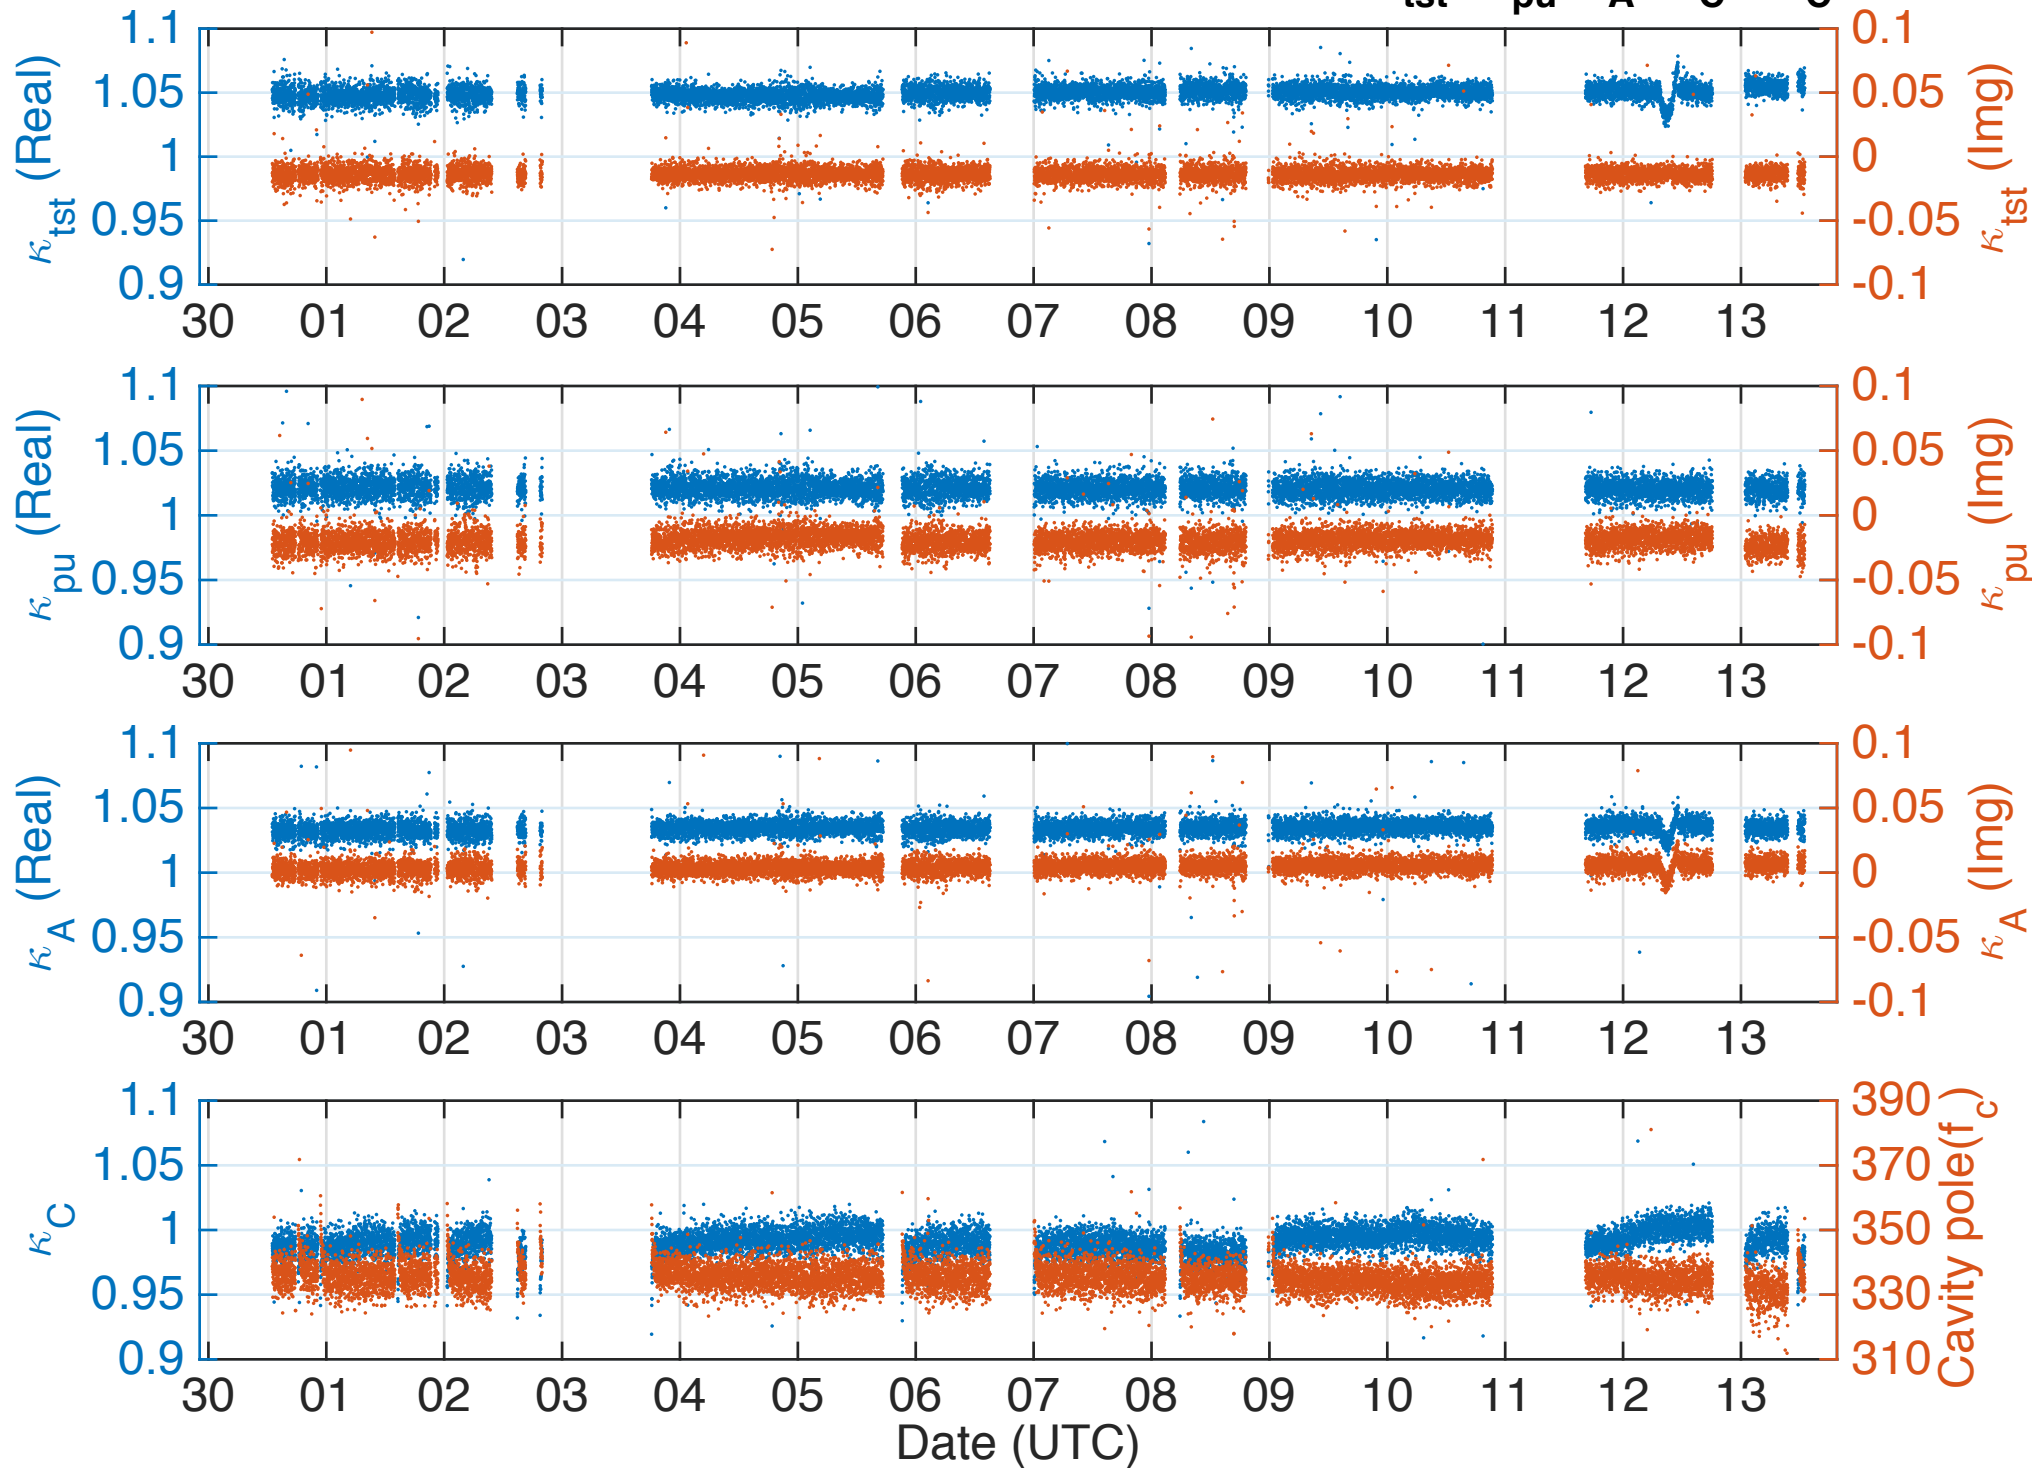 tst pu A C C
1.1 0.1
1.05 0.05
1 0
0.95 -0.05
0.9 -0.1
κtst (Real)
κtst (Img)
30 01 02 03 04 05 06 07 08 09 10 11 12 13
1.1 0.1
1.05 0.05
1 0
0.95 -0.05
0.9 -0.1
κpu (Real)
κpu (Img)
30 01 02 03 04 05 06 07 08 09 10 11 12 13
1.1 0.1
1.05 0.05
1 0
0.95 -0.05
0.9 -0.1
κA (Real)
κA (Img)
30 01 02 03 04 05 06 07 08 09 10 11 12 13
1.1 390
1.05 370
1 350
0.95 330
0.9 310
κC
Cavity pole(fc)
30 01 02 03 04 05 06 07 08 09 10 11 12 13
Date (UTC)